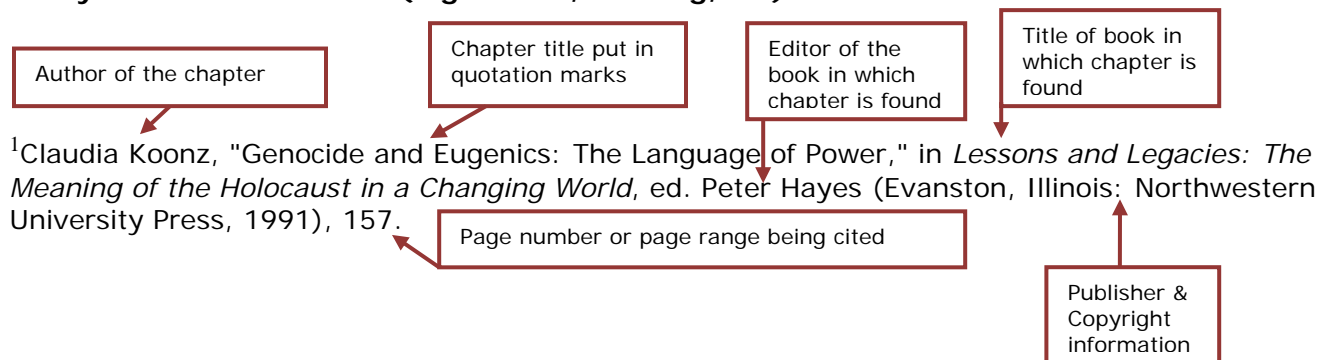 Author of the chapter
Chapter title put in
quotation marks
Editor of the
book in which
chapter is found
Title of book in
which chapter is
found
1Claudia Koonz, "Genocide and Eugenics: The Language of Power," in Lessons and Legacies: The
Meaning of the Holocaust in a Changing World, ed. Peter Hayes (Evanston, Illinois: Northwestern
University Press, 1991), 157.
Page number or page range being cited
Publisher &
Copyright
information